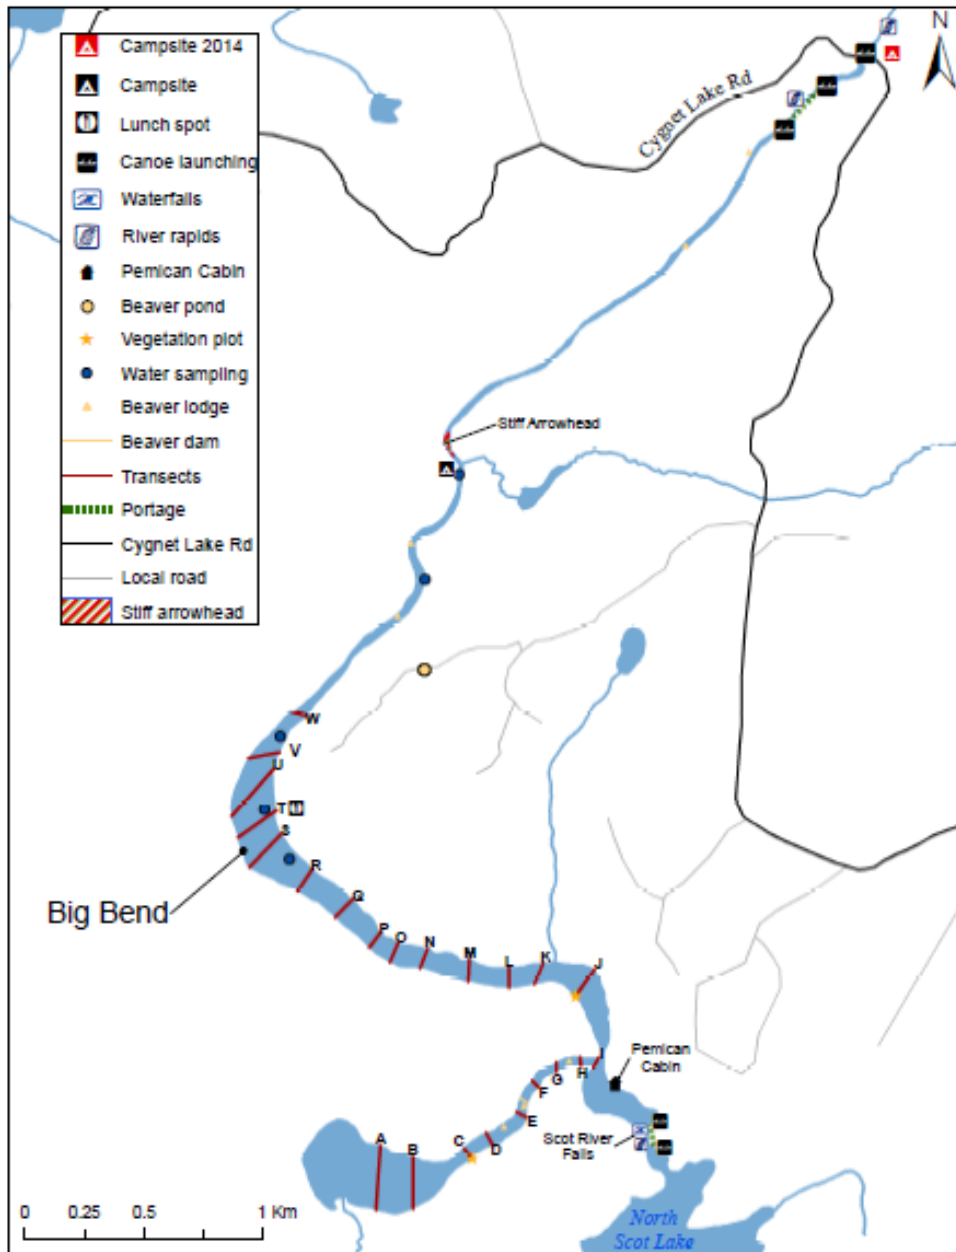 N
Campsite 2014
Campsite
Lunch spot
Canoe launching
Waterfalls
River rapids
Pemican Cabin
Beaver pond
Vegetation plot
Water sampling
Beaver lodge
Beaver dam
Transects
Portage
Cygnet Lake Rd
Local road
Stiff arrowhead
Cygnet Lake Rd
Stiff Arrowhead
W
V
U
T
S
R
Big Bend
Q
P
O
N
M
L
K
J
I
H
G
F
E
D
C
B
A
Pemican
Cabin
Scot River
Falls
0 0.25 0.5 1 Km
North
Scot Lake